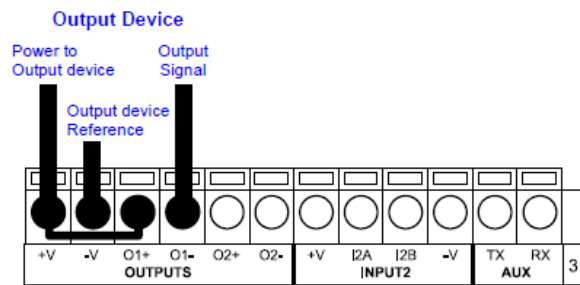 Output Device
Power to
Output device
Output
Signal
Output device
Reference
+V -V O1+ O1- O2+ O2- +V I2A I2B -V TX RX
OUTPUTS INPUT2 AUX
3